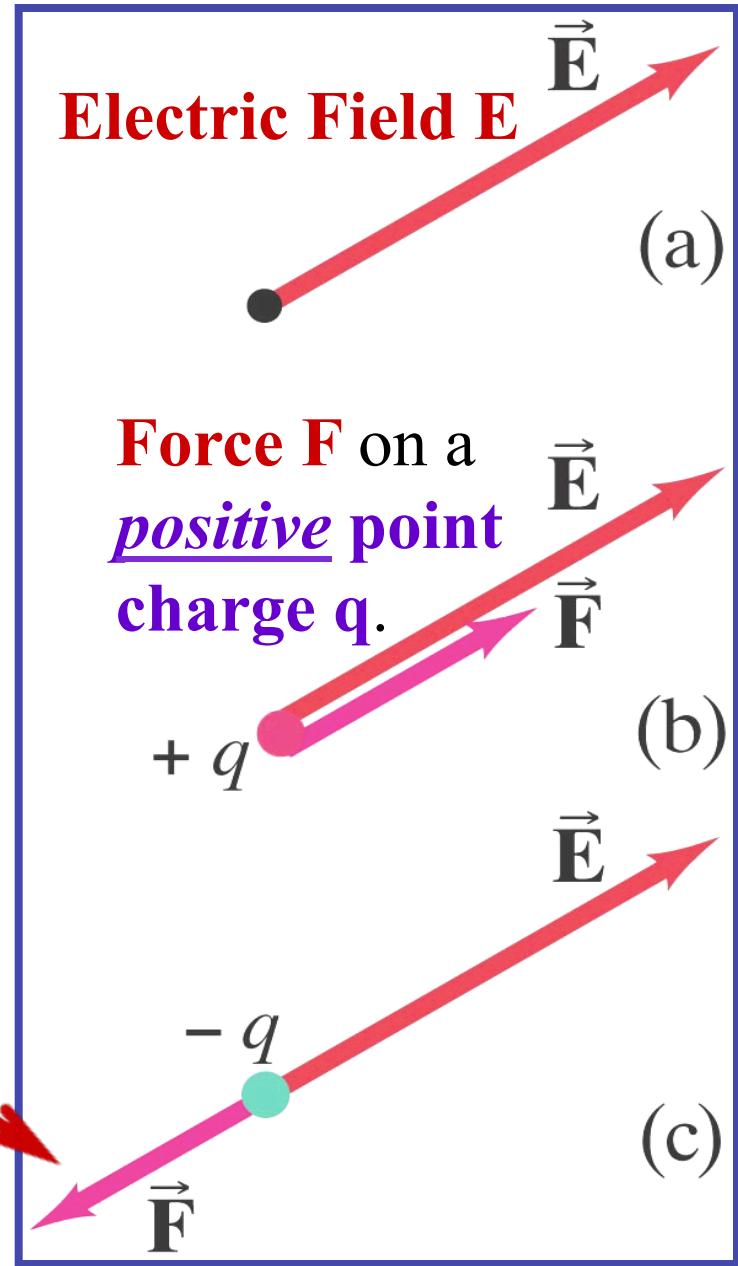 E
Electric Field E
(a)
Force F on a
positive point
charge q.
E
F
+ q
(b)
E
− q
(c)
F